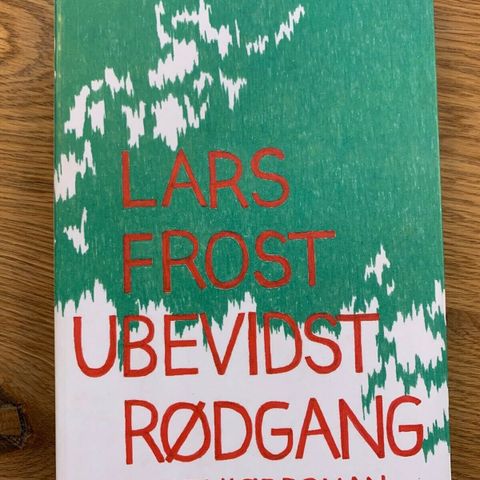 LARS
FROST
UBEVIDST
RØDGANG